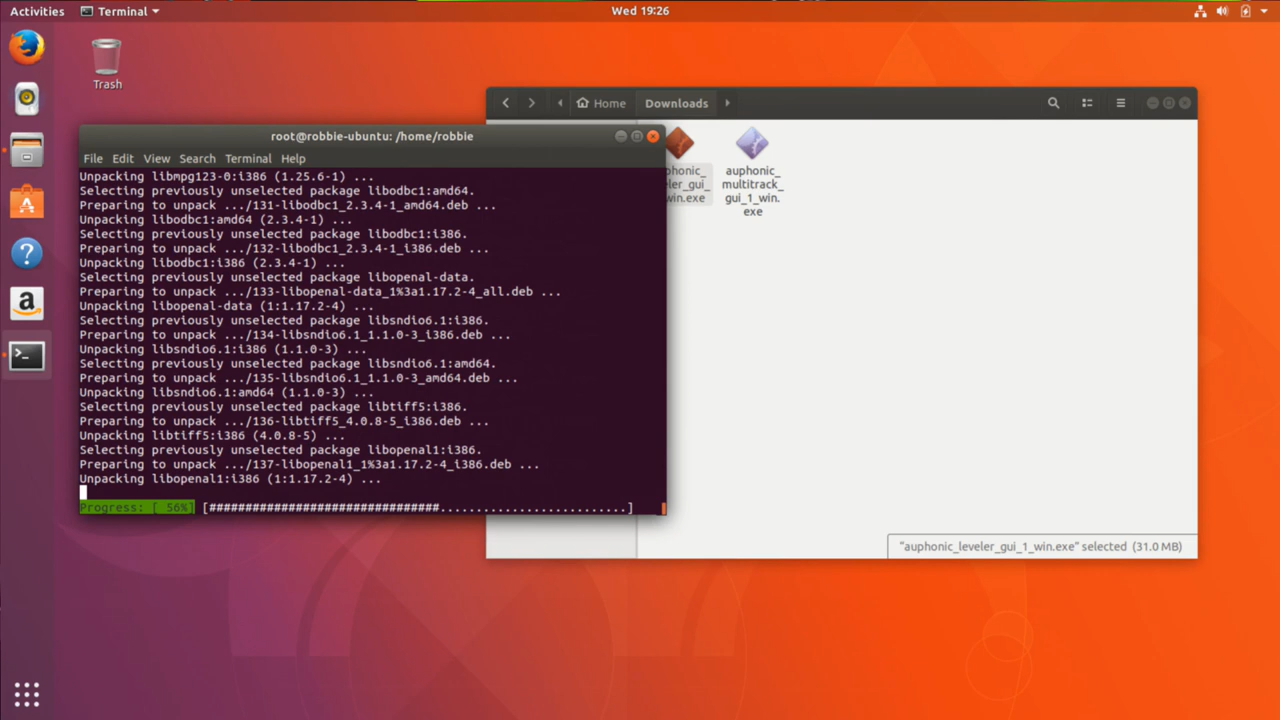 Activities
Terminal
Wed 19:26
Trash
Home
Downloads
root@robbie-ubuntu: /home/robbie
File Edit View Search Terminal Help
Unpacking libmpg123-0:i386 (1.25.6-1) ...
Selecting previously unselected package libodbc1:amd64.
Preparing to unpack .../131-libodbc1_2.3.4-1_amd64.deb ...
Unpacking libodbc1:amd64 (2.3.4-1) ...
Selecting previously unselected package libodbc1:i386.
Preparing to unpack .../132-libodbc1_2.3.4-1_i386.deb ...
Unpacking libodbc1:i386 (2.3.4-1) ...
Selecting previously unselected package libopenal-data.
Preparing to unpack .../133-libopenal-data_1%3a1.17.2-4_all.deb ...
Unpacking libopenal-data (1:1.17.2-4) ...
Selecting previously unselected package libsndio6.1:i386.
Preparing to unpack .../134-libsndio6.1_1.1.0-3_i386.deb ...
Unpacking libsndio6.1:i386 (1.1.0-3) ...
Selecting previously unselected package libsndio6.1:amd64.
Preparing to unpack .../135-libsndio6.1_1.1.0-3_amd64.deb ...
Unpacking libsndio6.1:amd64 (1.1.0-3) ...
Selecting previously unselected package libtiff5:i386.
Preparing to unpack .../136-libtiff5_4.0.8-5_i386.deb ...
Unpacking libtiff5:i386 (4.0.8-5) ...
Selecting previously unselected package libopenal1:i386.
Preparing to unpack .../137-libopenal1_1%3a1.17.2-4_i386.deb ...
Unpacking libopenal1:i386 (1:1.17.2-4) ...
Progress: [ 56%] [################################..........................]
phonic_
eler_gui_
win.exe
auphonic_
multitrack_
gui_1_win.
exe
"auphonic_leveler_gui_1_win.exe" selected (31.0 MB)